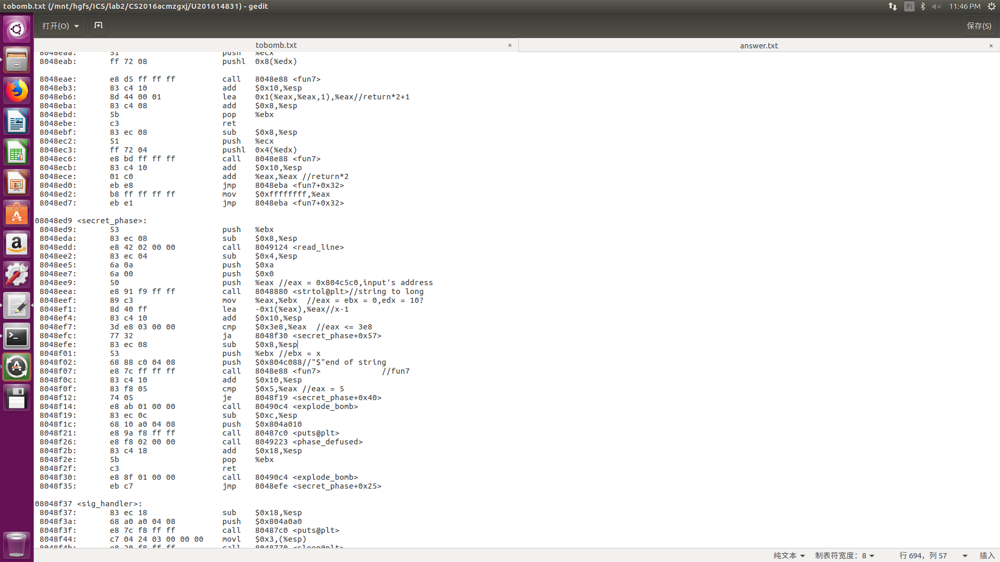 tobomb.txt (/mnt/hgfs/ICS/lab2/CS2016acmzgxj/U201614831) - gedit
Pi
11:46 PM
打开(O)
保存(S)
tobomb.txt ×
answer.txt ×
8048eaa: 51 push %ecx
8048eab: ff 72 08 pushl 0x8(%edx)
8048eae: e8 d5 ff ff ff call 8048e88 <fun7>
8048eb3: 83 c4 10 add $0x10,%esp
8048eb6: 8d 44 00 01 lea 0x1(%eax,%eax,1),%eax//return*2+1
8048eba: 83 c4 08 add $0x8,%esp
8048ebd: 5b pop %ebx
8048ebe: c3 ret
8048ebf: 83 ec 08 sub $0x8,%esp
8048ec2: 51 push %ecx
8048ec3: ff 72 04 pushl 0x4(%edx)
8048ec6: e8 bd ff ff ff call 8048e88 <fun7>
8048ecb: 83 c4 10 add $0x10,%esp
8048ece: 01 c0 add %eax,%eax //return*2
8048ed0: eb e8 jmp 8048eba <fun7+0x32>
8048ed2: b8 ff ff ff ff mov $0xffffffff,%eax
8048ed7: eb e1 jmp 8048eba <fun7+0x32>
08048ed9 <secret_phase>:
8048ed9: 53 push %ebx
8048eda: 83 ec 08 sub $0x8,%esp
8048edd: e8 42 02 00 00 call 8049124 <read_line>
8048ee2: 83 ec 04 sub $0x4,%esp
8048ee5: 6a 0a push $0xa
8048ee7: 6a 00 push $0x0
8048ee9: 50 push %eax //eax = 0x804c5c0,input's address
8048eea: e8 91 f9 ff ff call 8048880 <strtol@plt>//string to long
8048eef: 89 c3 mov %eax,%ebx //eax = ebx = 0,edx = 10?
8048ef1: 8d 40 ff lea -0x1(%eax),%eax//x-1
8048ef4: 83 c4 10 add $0x10,%esp
8048ef7: 3d e8 03 00 00 cmp $0x3e8,%eax //eax <= 3e8
8048efc: 77 32 ja 8048f30 <secret_phase+0x57>
8048efe: 83 ec 08 sub $0x8,%esp
8048f01: 53 push %ebx //ebx = x
8048f02: 68 88 c0 04 08 push $0x804c088//"$"end of string
8048f07: e8 7c ff ff ff call 8048e88 <fun7> //fun7
8048f0c: 83 c4 10 add $0x10,%esp
8048f0f: 83 f8 05 cmp $0x5,%eax //eax = 5
8048f12: 74 05 je 8048f19 <secret_phase+0x40>
8048f14: e8 ab 01 00 00 call 80490c4 <explode_bomb>
8048f19: 83 ec 0c sub $0xc,%esp
8048f1c: 68 10 a0 04 08 push $0x804a010
8048f21: e8 9a f8 ff ff call 80487c0 <puts@plt>
8048f26: e8 f8 02 00 00 call 8049223 <phase_defused>
8048f2b: 83 c4 18 add $0x18,%esp
8048f2e: 5b pop %ebx
8048f2f: c3 ret
8048f30: e8 8f 01 00 00 call 80490c4 <explode_bomb>
8048f35: eb c7 jmp 8048efe <secret_phase+0x25>
08048f37 <sig_handler>:
8048f37: 83 ec 18 sub $0x18,%esp
8048f3a: 68 a0 a0 04 08 push $0x804a0a0
8048f3f: e8 7c f8 ff ff call 80487c0 <puts@plt>
8048f44: c7 04 24 03 00 00 00 movl $0x3,(%esp)
8048f4b: e8 20 f8 ff ff call 8048770 <sleep@plt>
纯文本 制表符宽度: 8 行 694，列 57 插入